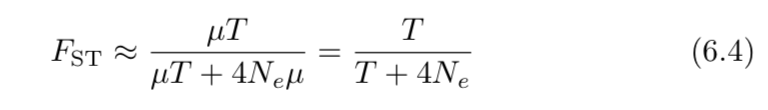 F_ST ≈ μT / (μT + 4N_eμ) = T / (T + 4N_e) (6.4)